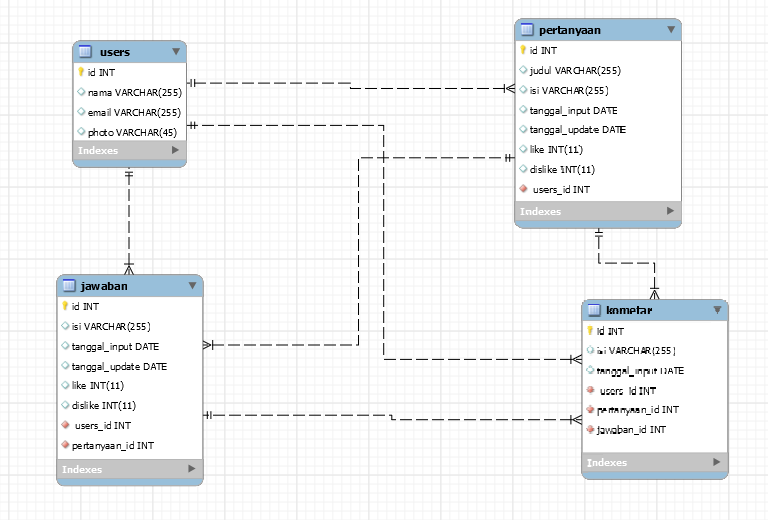 users
id INT
nama VARCHAR(255)
email VARCHAR(255)
photo VARCHAR(45)
Indexes
pertanyaan
id INT
judul VARCHAR(255)
isi VARCHAR(255)
tanggal_input DATE
tanggal_update DATE
like INT(11)
dislike INT(11)
users_id INT
Indexes
jawaban
id INT
isi VARCHAR(255)
tanggal_input DATE
tanggal_update DATE
like INT(11)
dislike INT(11)
users_id INT
pertanyaan_id INT
Indexes
kometar
id INT
isi VARCHAR(255)
tanggal_input DATE
users_id INT
pertanyaan_id INT
jawaban_id INT
Indexes